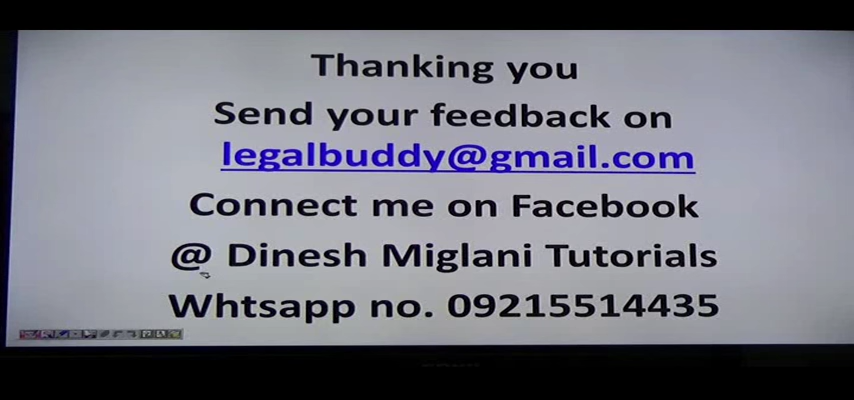 Thanking you
Send your feedback on
legalbuddy@gmail.com
Connect me on Facebook
@ Dinesh Miglani Tutorials
Whtsapp no. 09215514435